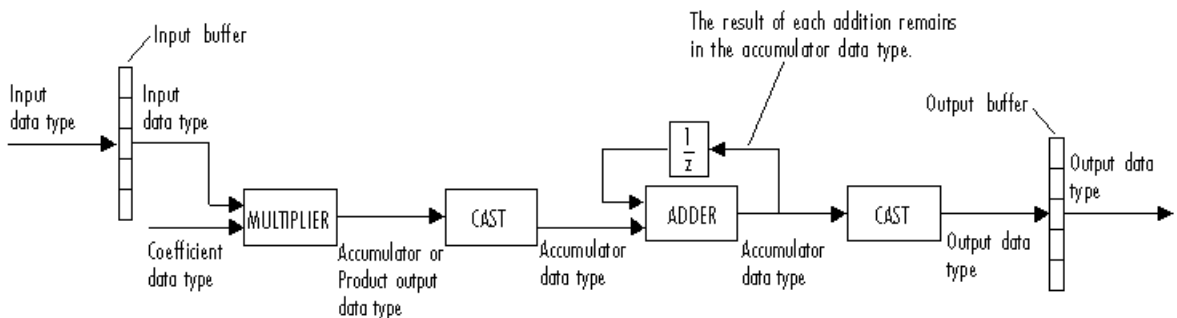 The result of each addition remains
in the accumulator data type.
Input buffer
Input
data type
Input
data type
Output buffer
1
z
Output data
type
MULTIPLIER
CAST
ADDER
CAST
Coefficient
data type
Accumulator or
Product output
data type
Accumulator
data type
Accumulator
data type
Output data
type